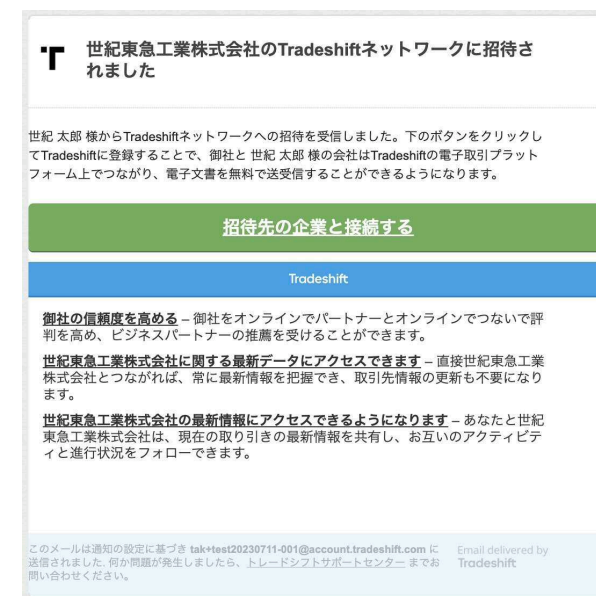 世紀東急工業株式会社のTradeshiftネットワークに招待さ
れました
世紀 太郎 様からTradeshiftネットワークへの招待を受信しました。下のボタンをクリックし
てTradeshiftに登録することで、御社と 世紀 太郎 様の会社はTradeshiftの電子取引プラット
フォーム上でつながり、電子文書を無料で送受信することができるようになります。
招待先の企業と接続する
Tradeshift
御社の信頼度を高める – 御社をオンラインでパートナーとオンラインでつないで評
判を高め、ビジネスパートナーの推薦を受けることができます。
世紀東急工業株式会社に関する最新データにアクセスできます – 直接世紀東急工業
株式会社とつながれば、常に最新情報を把握でき、取引先情報の更新も不要になり
ます。
世紀東急工業株式会社の最新情報にアクセスできるようになります – あなたと世紀
東急工業株式会社は、現在の取り引きの最新情報を共有し、お互いのアクティビテ
ィと進行状況をフォローできます。
このメールは通知の設定に基づき tak+test20230711-001@account.tradeshift.com に
送信されました. 何か問題が発生しましたら、トレードシフトサポートセンター までお
問い合わせください。
Email delivered by
Tradeshift